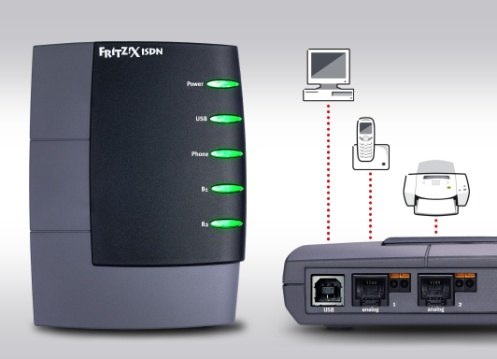 FRITZ!X ISDN
Power
USB
Phone
B1
B2
USB
analog
1
analog
2